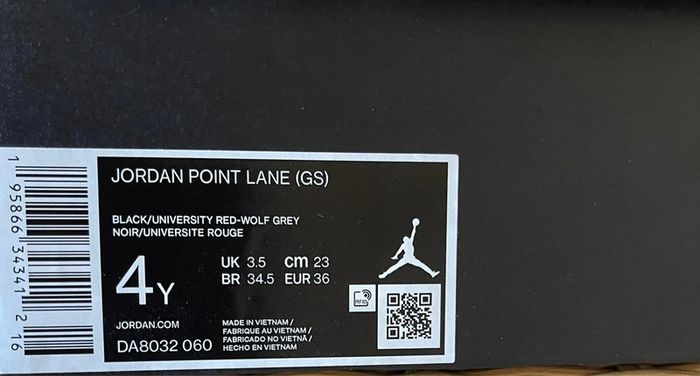 JORDAN POINT LANE (GS)
BLACK/UNIVERSITY RED-WOLF GREY
NOIR/UNIVERSITE ROUGE
4Y
UK 3.5 cm 23
BR 34.5 EUR 36
RFID
JORDAN.COM
DA8032 060
MADE IN VIETNAM /
FABRIQUE AU VIETNAM /
FABRICADO NO VIETNÃ /
HECHO EN VIETNAM
1 95866 34341 2 16